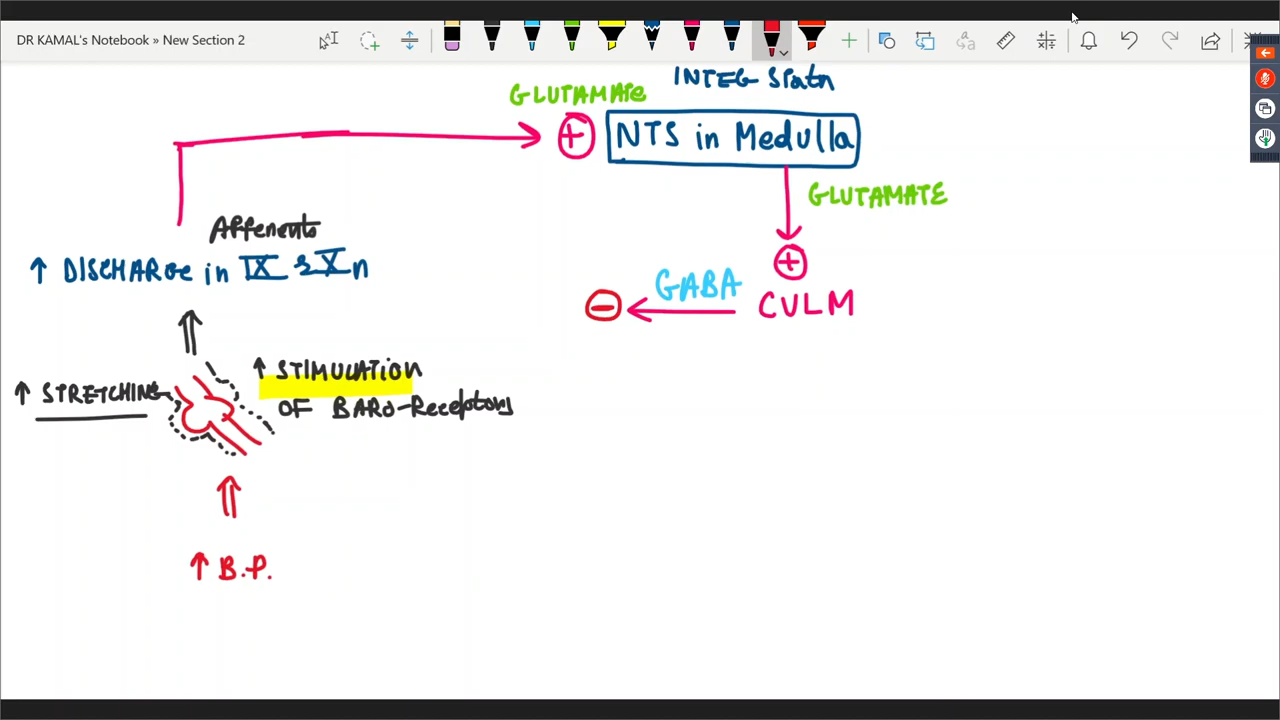 DR KAMAL's Notebook » New Section 2
INTEG Statn
GLUTAMATE
⊕ NTS in Medulla
GLUTAMATE
Afferents
↑ DISCHARGE in IX & X n
⊕
GABA
⊖ CVLM
↑ STIMULATION
↑ STRETCHING
OF BARO-Receptors
↑ B.P.